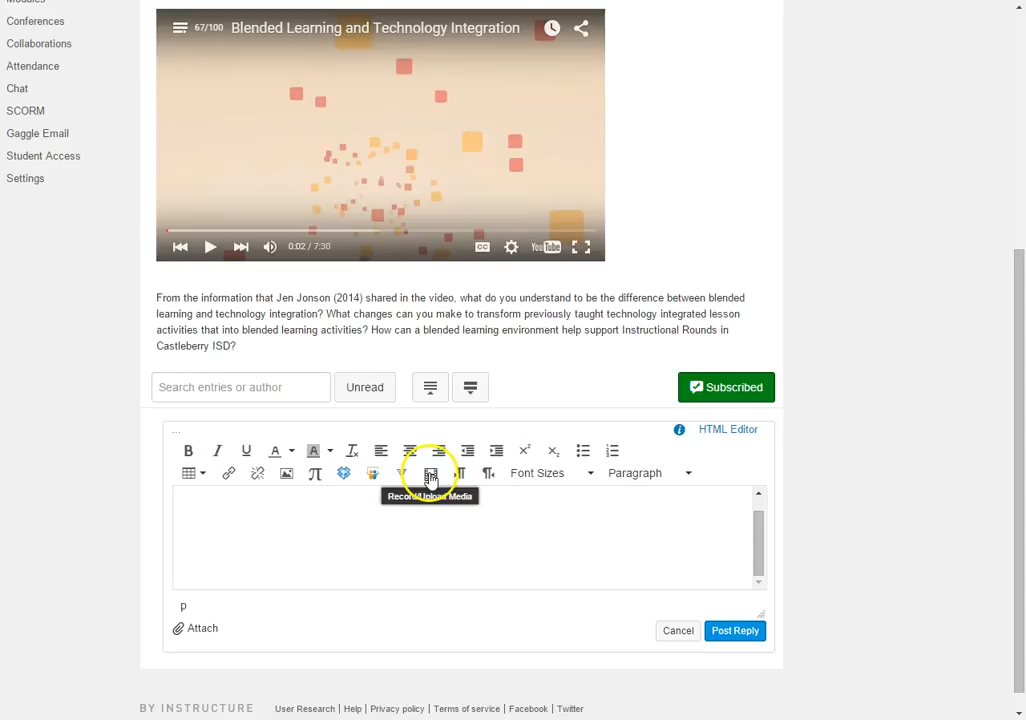 Modules
Conferences
Collaborations
Attendance
Chat
SCORM
Gaggle Email
Student Access
Settings
67/100 Blended Learning and Technology Integration
0:02 / 7:30 CC YouTube
From the information that Jen Jonson (2014) shared in the video, what do you understand to be the difference between blended
learning and technology integration? What changes can you make to transform previously taught technology integrated lesson
activities that into blended learning activities? How can a blended learning environment help support Instructional Rounds in
Castleberry ISD?
Search entries or author Unread Subscribed
... HTML Editor
Font Sizes Paragraph
Record/Upload Media
p
Attach
Cancel Post Reply
BY INSTRUCTURE User Research | Help | Privacy policy | Terms of service | Facebook | Twitter